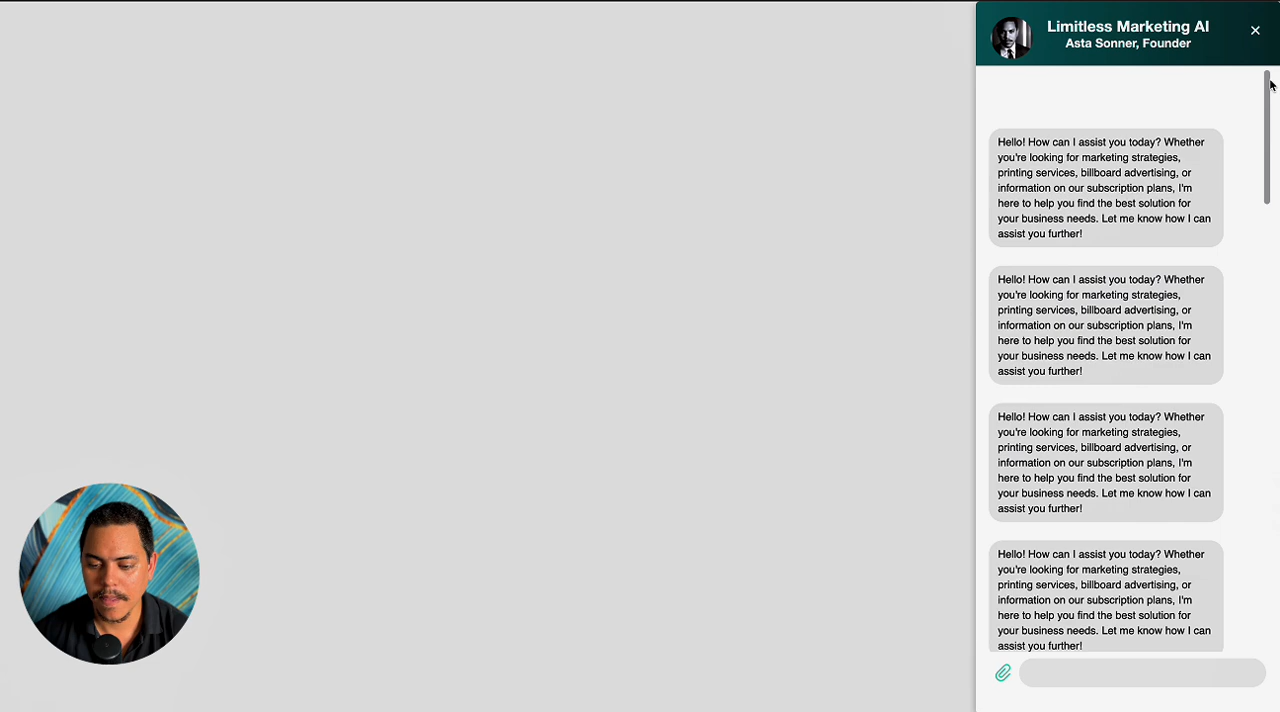 Limitless Marketing AI
Asta Sonner, Founder
Hello! How can I assist you today? Whether
you're looking for marketing strategies,
printing services, billboard advertising, or
information on our subscription plans, I'm
here to help you find the best solution for
your business needs. Let me know how I can
assist you further!
Hello! How can I assist you today? Whether
you're looking for marketing strategies,
printing services, billboard advertising, or
information on our subscription plans, I'm
here to help you find the best solution for
your business needs. Let me know how I can
assist you further!
Hello! How can I assist you today? Whether
you're looking for marketing strategies,
printing services, billboard advertising, or
information on our subscription plans, I'm
here to help you find the best solution for
your business needs. Let me know how I can
assist you further!
Hello! How can I assist you today? Whether
you're looking for marketing strategies,
printing services, billboard advertising, or
information on our subscription plans, I'm
here to help you find the best solution for
your business needs. Let me know how I can
assist you further!